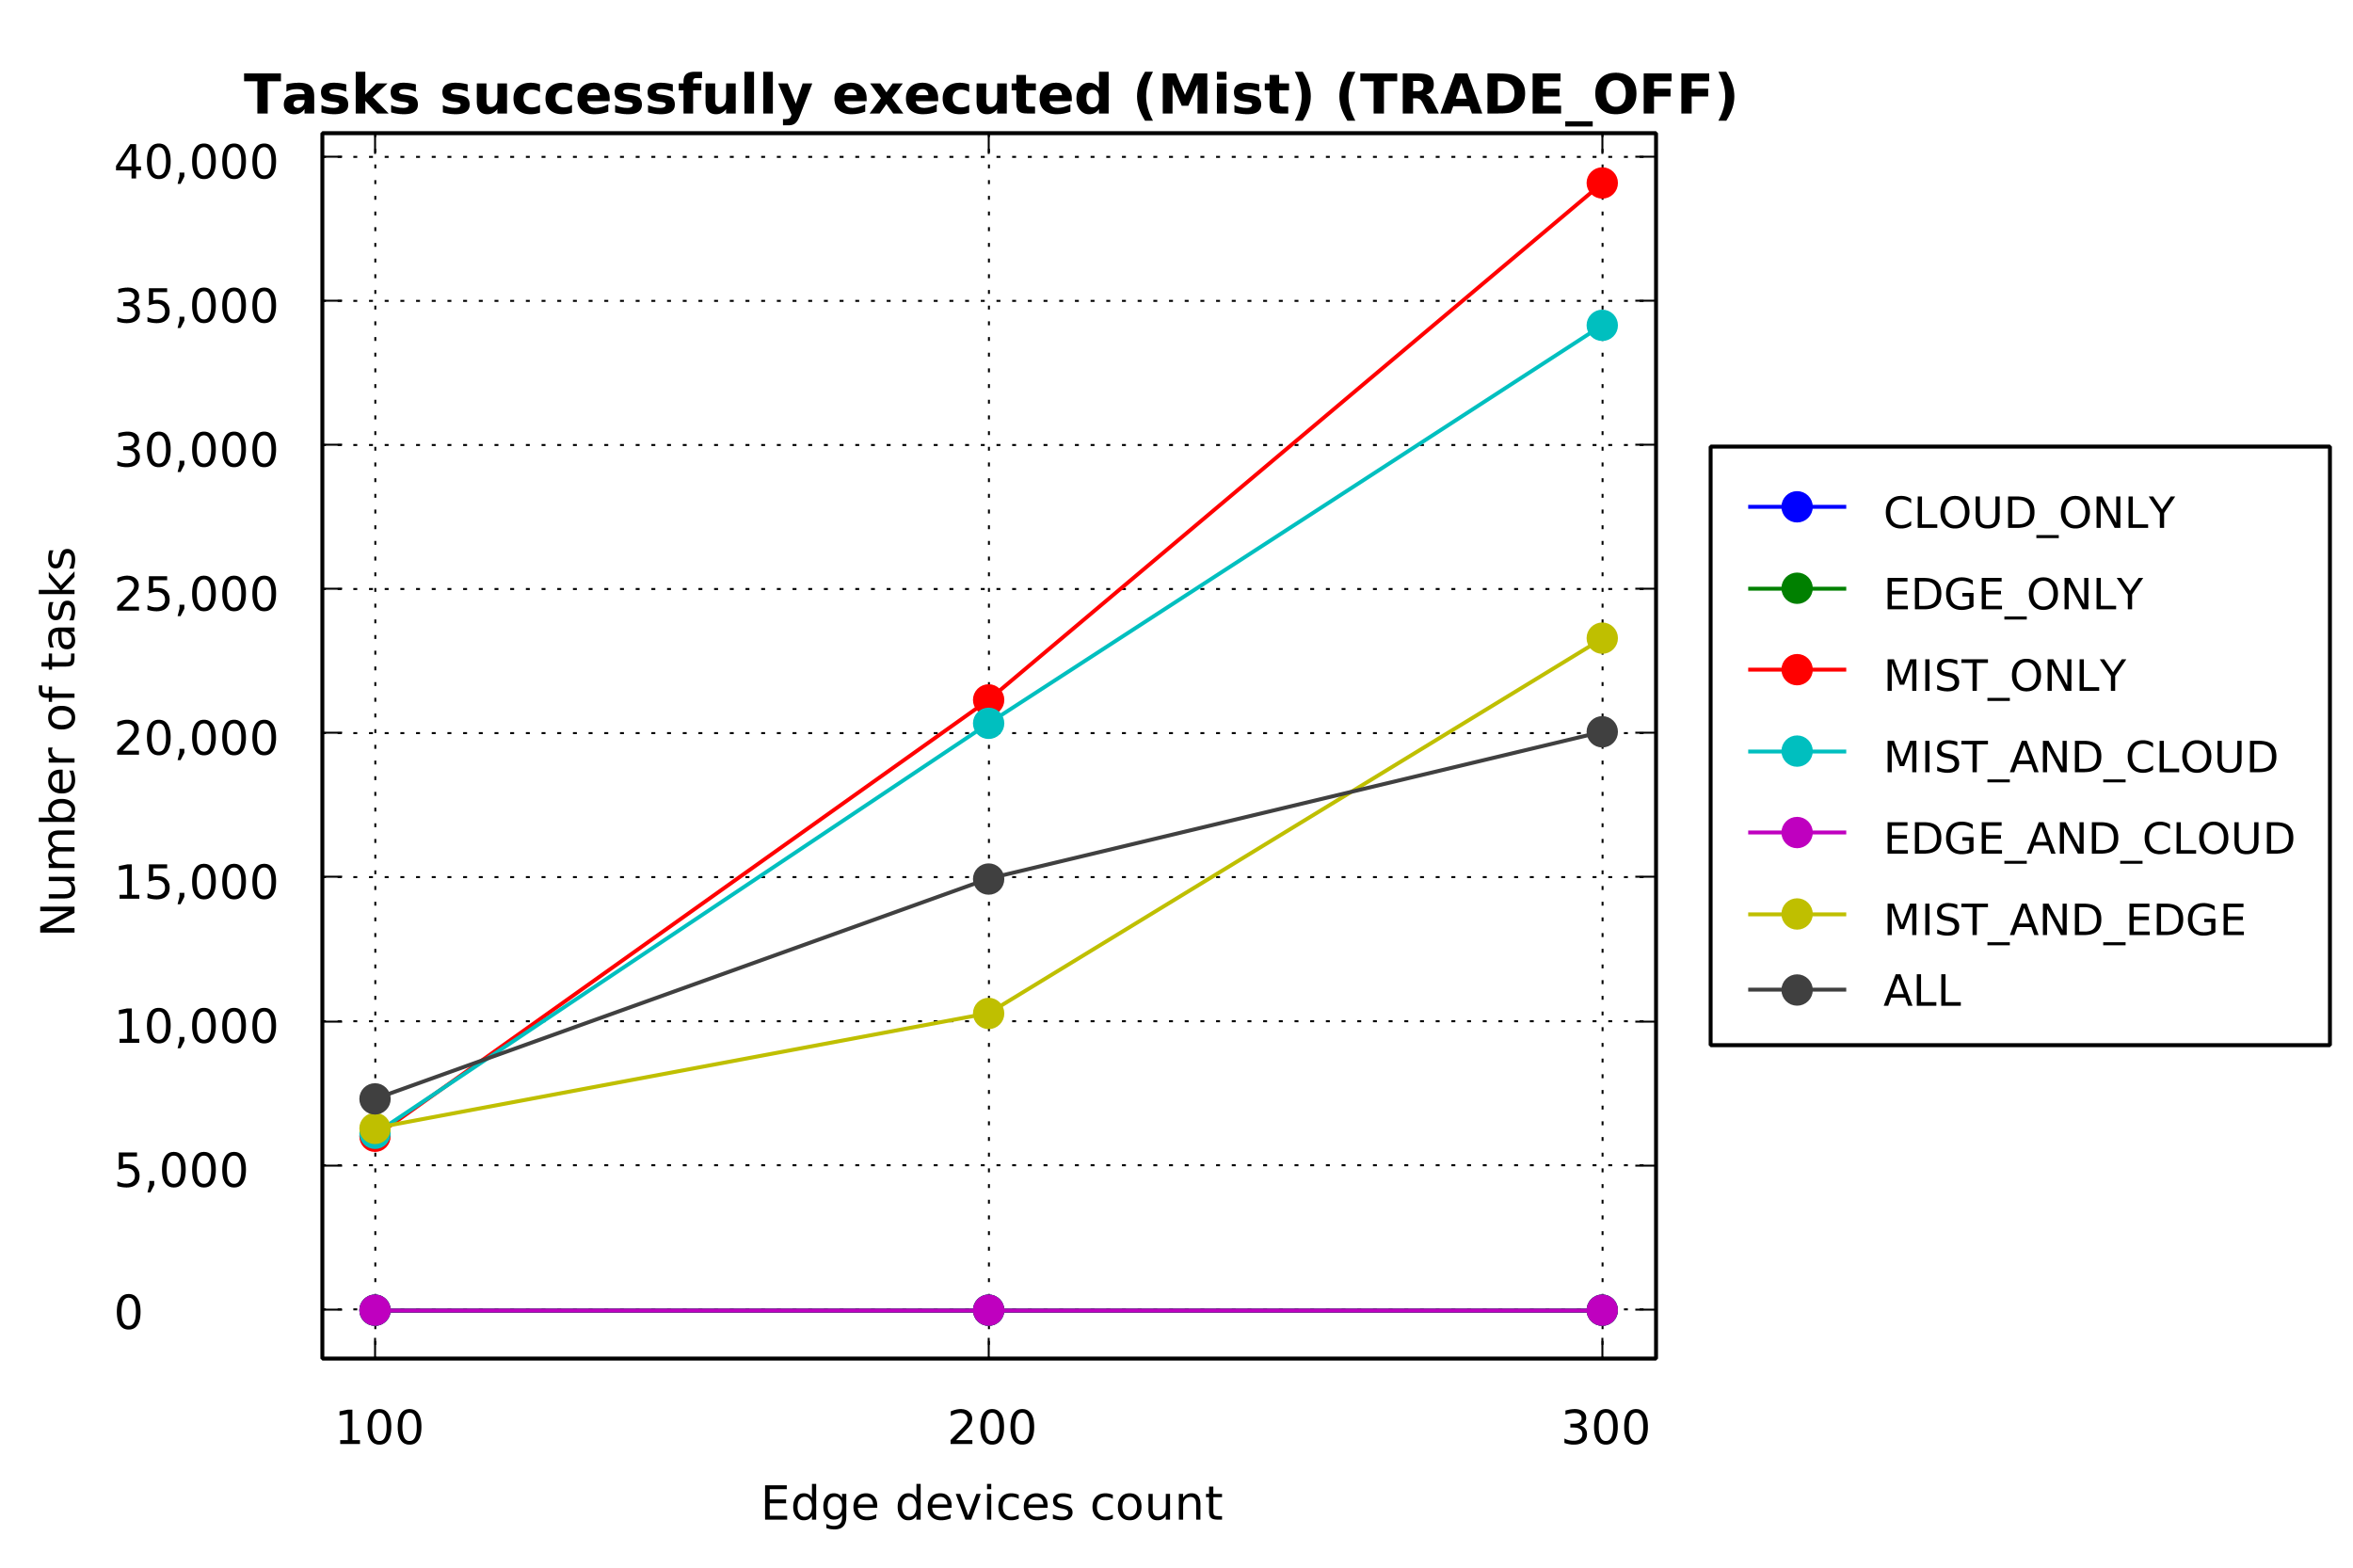 Tasks successfully executed (Mist) (TRADE_OFF)
40,000
35,000
30,000
25,000
20,000
15,000
10,000
5,000
0
Number of tasks
100
200
300
Edge devices count
CLOUD_ONLY
EDGE_ONLY
MIST_ONLY
MIST_AND_CLOUD
EDGE_AND_CLOUD
MIST_AND_EDGE
ALL